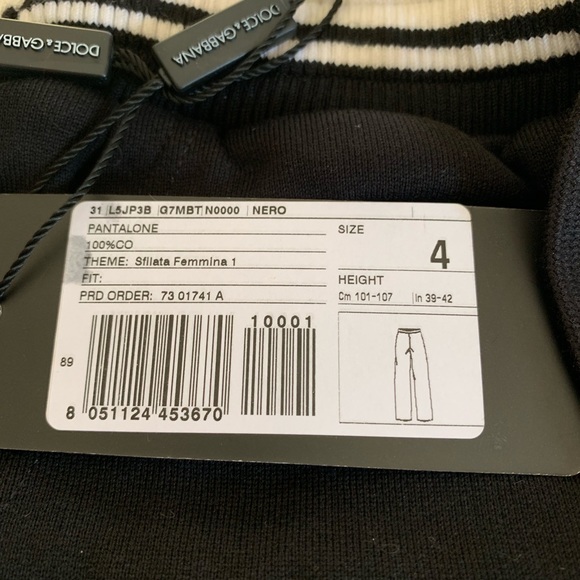 DOLCE & GABBANA
DOLCE & GABBANA
31 L5JP3B G7MBT N0000 NERO
PANTALONE
100%CO
THEME: Sfilata Femmina 1
FIT:
PRD ORDER: 73 01741 A
SIZE
4
HEIGHT
Cm 101-107 In 39-42
10001
89
8 051124 453670